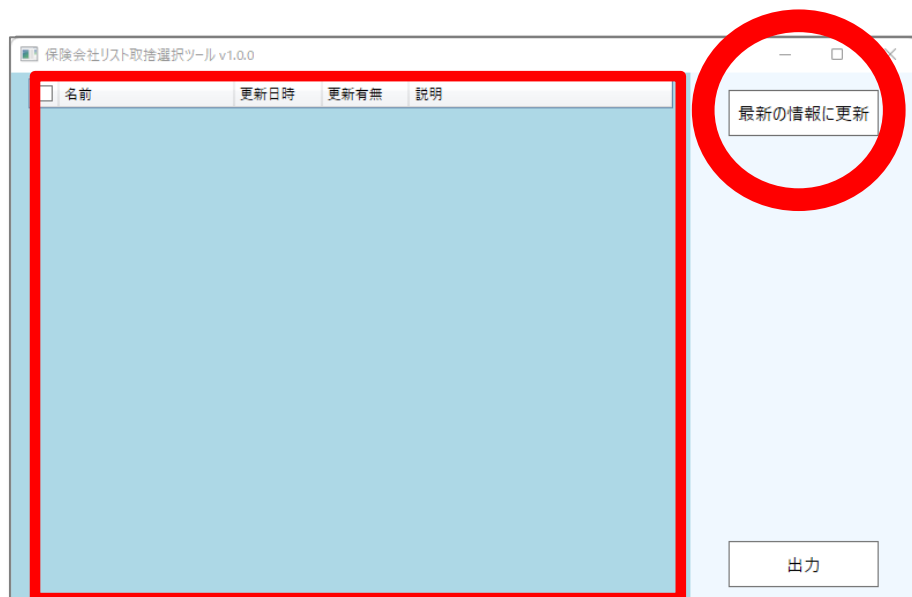 保険会社リスト取捨選択ツール v1.0.0
名前 更新日時 更新有無 説明
最新の情報に更新
出力